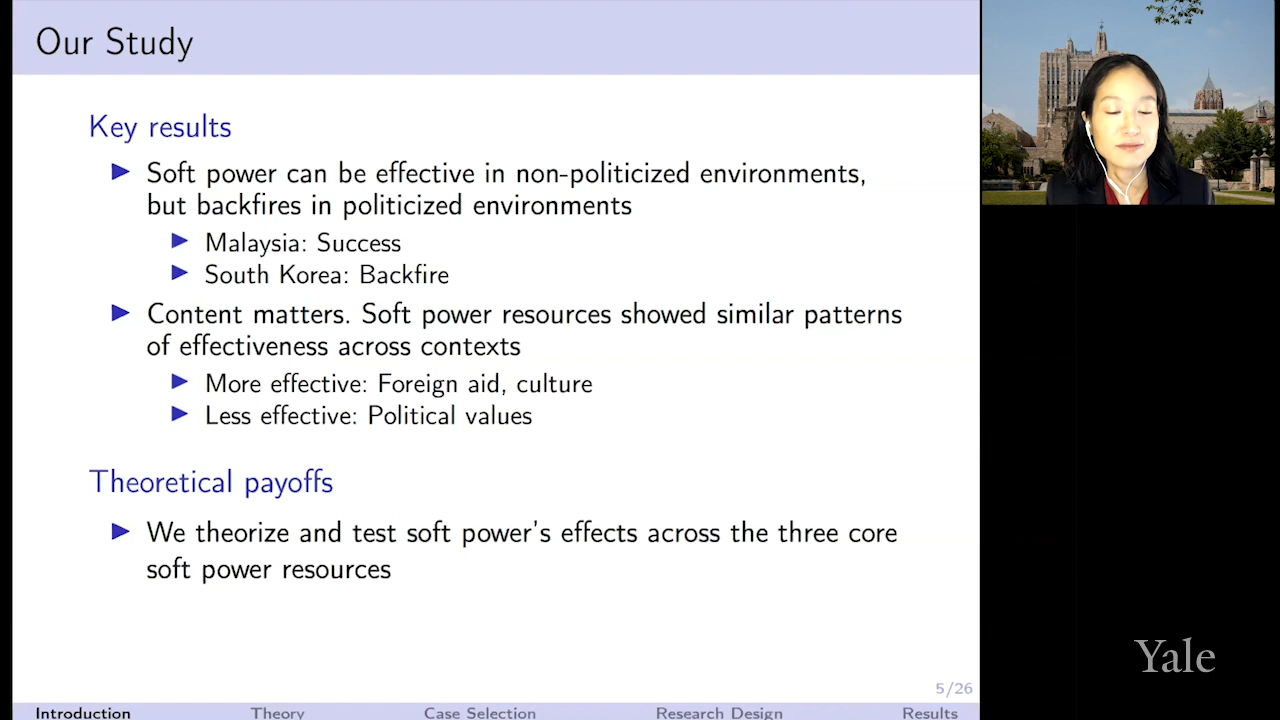 Our Study
Key results
Soft power can be effective in non-politicized environments,
but backfires in politicized environments
Malaysia: Success
South Korea: Backfire
Content matters. Soft power resources showed similar patterns
of effectiveness across contexts
More effective: Foreign aid, culture
Less effective: Political values
Theoretical payoffs
We theorize and test soft power's effects across the three core
soft power resources
5/26
Introduction Theory Case Selection Research Design Results
Yale